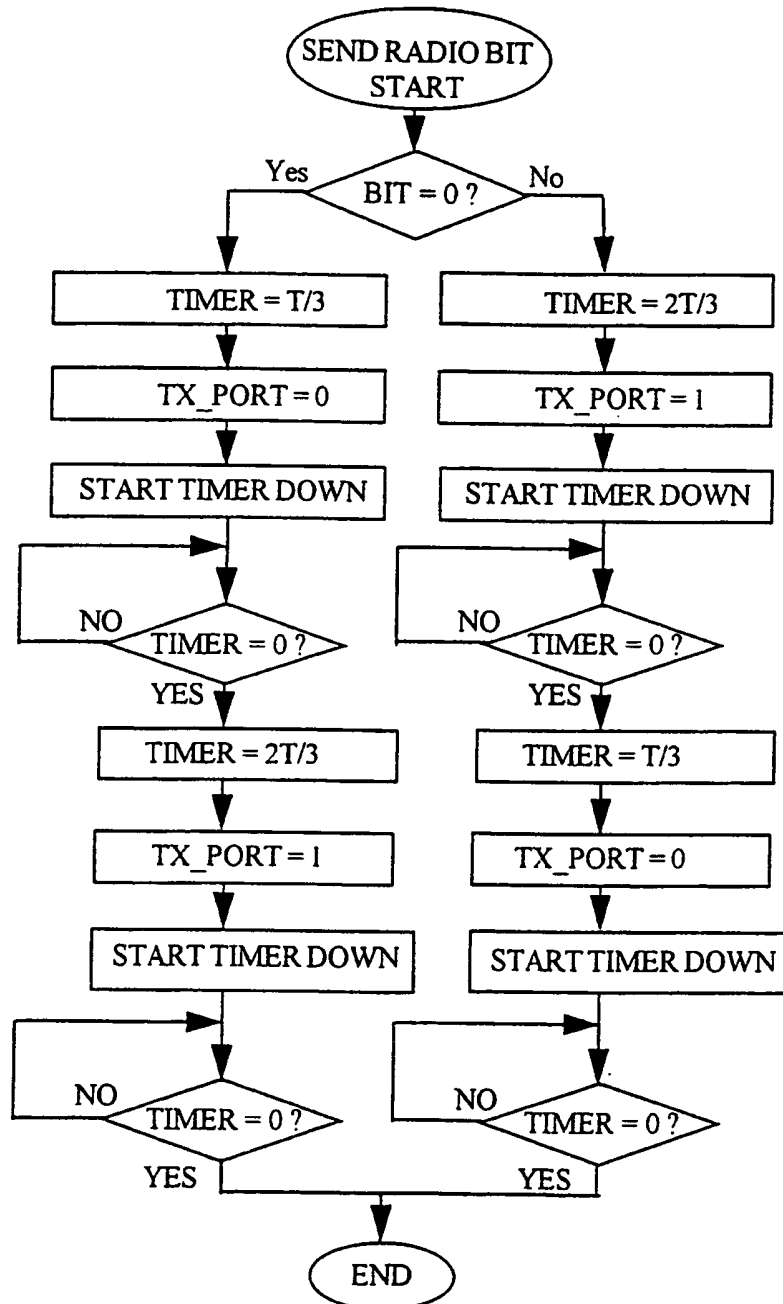 SEND RADIO BIT
START
Yes
BIT = 0 ?
No
TIMER = T/3
TIMER = 2T/3
TX_PORT = 0
TX_PORT = 1
START TIMER DOWN
START TIMER DOWN
NO
TIMER = 0 ?
NO
TIMER = 0 ?
YES
YES
TIMER = 2T/3
TIMER = T/3
TX_PORT = 1
TX_PORT = 0
START TIMER DOWN
START TIMER DOWN
NO
TIMER = 0 ?
NO
TIMER = 0 ?
YES
YES
END